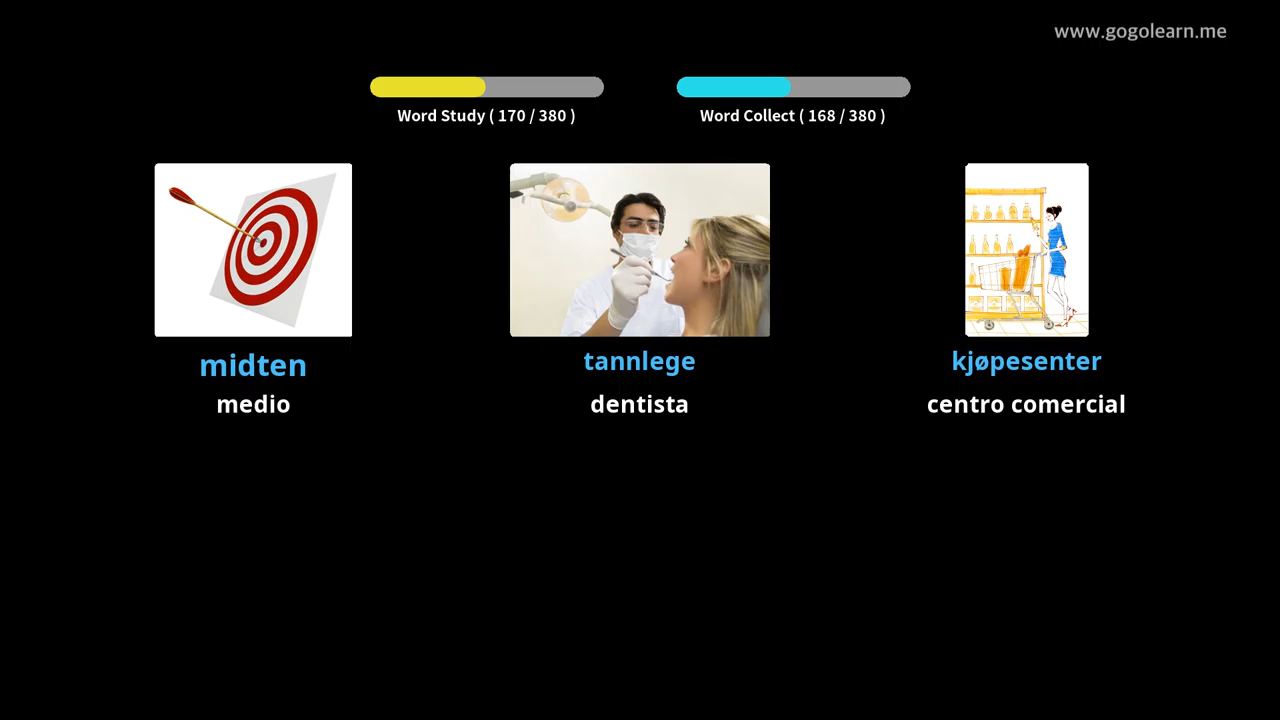 www.gogolearn.me
Word Study ( 170 / 380 )
Word Collect ( 168 / 380 )
midten
tannlege
kjøpesenter
medio
dentista
centro comercial